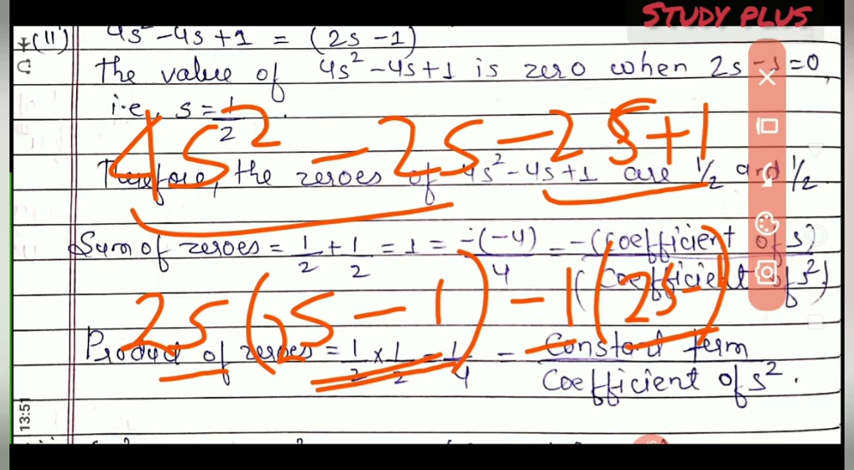 STUDY PLUS
(ii) 4s² - 4s + 1 = (2s - 1)
The value of 4s² - 4s + 1 is zero when 2s - 1 = 0,
i.e, s = 1/2.
4s² - 2s - 2s + 1
Therefore, the zeroes of 4s² - 4s + 1 are 1/2 and 1/2.
Sum of zeroes = 1/2 + 1/2 = 1 = -(-4)/4 = -(coefficient of s)/(coefficient of s²)
2s(2s - 1) - 1(2s -
Product of zeroes = 1/2 × 1/2 = 1/4 = Constant term/Coefficient of s².
13:51